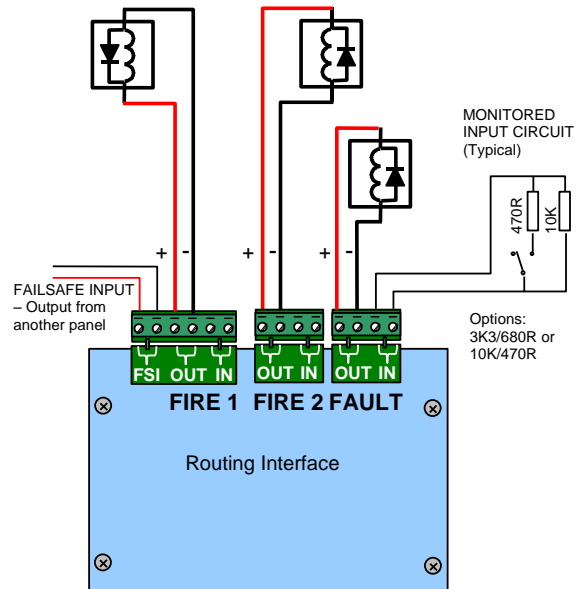 MONITORED
INPUT CIRCUIT
(Typical)
470R
10K
+ - + - + -
FAILSAFE INPUT
– Output from
another panel
Options:
3K3/680R or
10K/470R
FSI OUT IN OUT IN OUT IN
FIRE 1 FIRE 2 FAULT
Routing Interface